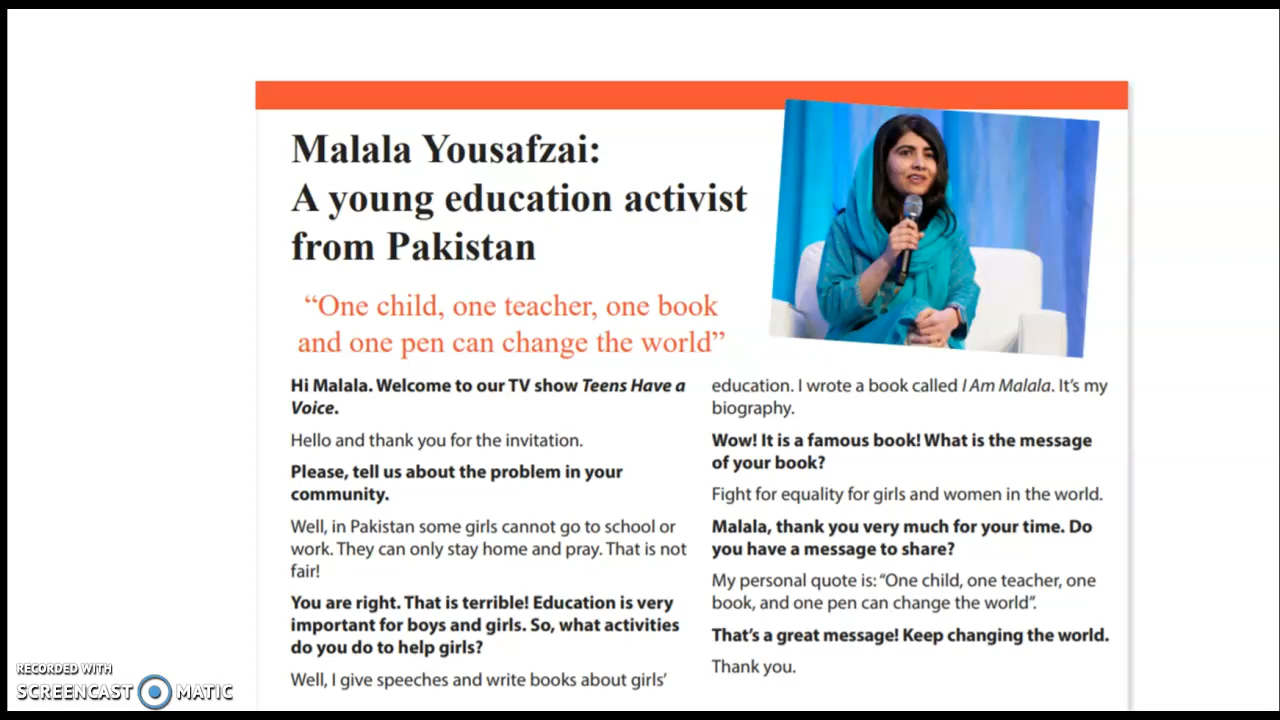 Malala Yousafzai:
A young education activist
from Pakistan
“One child, one teacher, one book
and one pen can change the world”
Hi Malala. Welcome to our TV show Teens Have a
Voice.
Hello and thank you for the invitation.
Please, tell us about the problem in your
community.
Well, in Pakistan some girls cannot go to school or
work. They can only stay home and pray. That is not
fair!
You are right. That is terrible! Education is very
important for boys and girls. So, what activities
do you do to help girls?
Well, I give speeches and write books about girls’
education. I wrote a book called I Am Malala. It’s my
biography.
Wow! It is a famous book! What is the message
of your book?
Fight for equality for girls and women in the world.
Malala, thank you very much for your time. Do
you have a message to share?
My personal quote is: “One child, one teacher, one
book, and one pen can change the world”.
That’s a great message! Keep changing the world.
Thank you.
RECORDED WITH
SCREENCAST MATIC